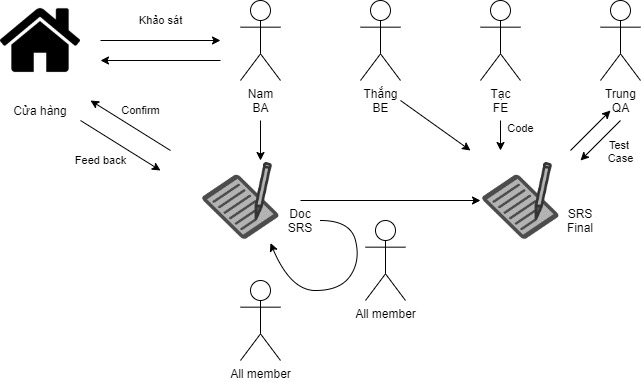 Khảo sát
Nam
BA
Thắng
BE
Tạc
FE
Trung
QA
Cửa hàng
Confirm
Feed back
Code
Test
Case
Doc
SRS
SRS
Final
All member
All member